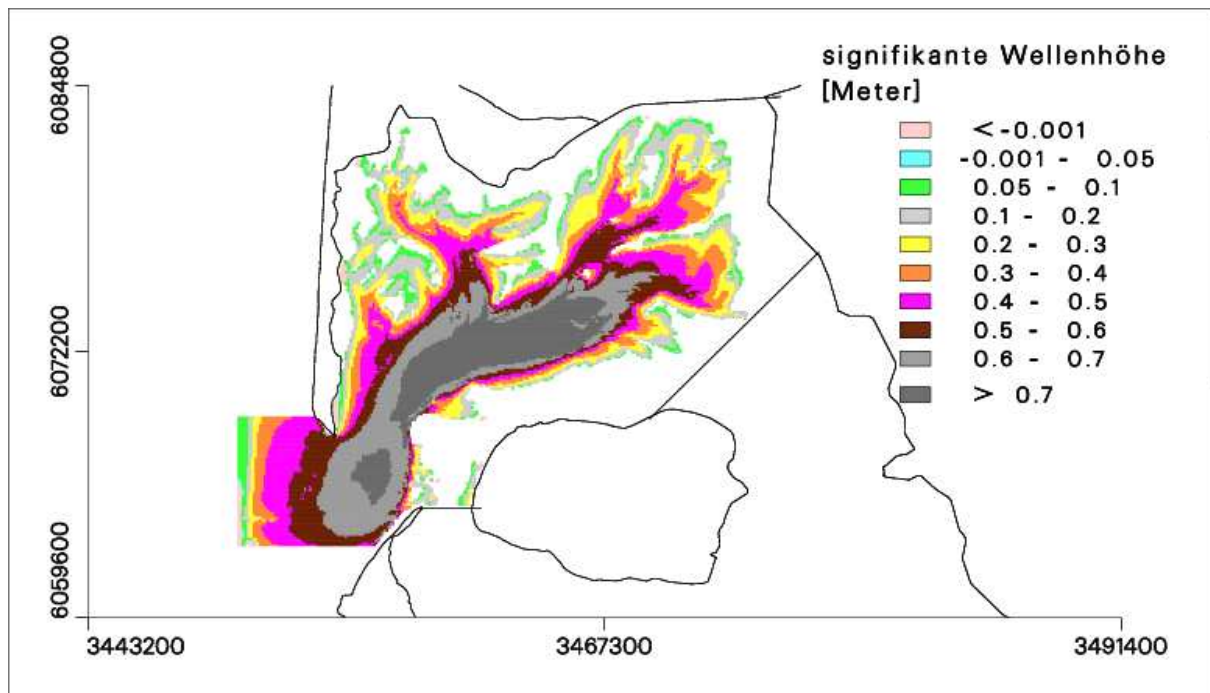 signifikante Wellenhöhe
[Meter]
< -0.001
-0.001 - 0.05
0.05 - 0.1
0.1 - 0.2
0.2 - 0.3
0.3 - 0.4
0.4 - 0.5
0.5 - 0.6
0.6 - 0.7
> 0.7
6084800
6072200
6059600
3443200
3467300
3491400